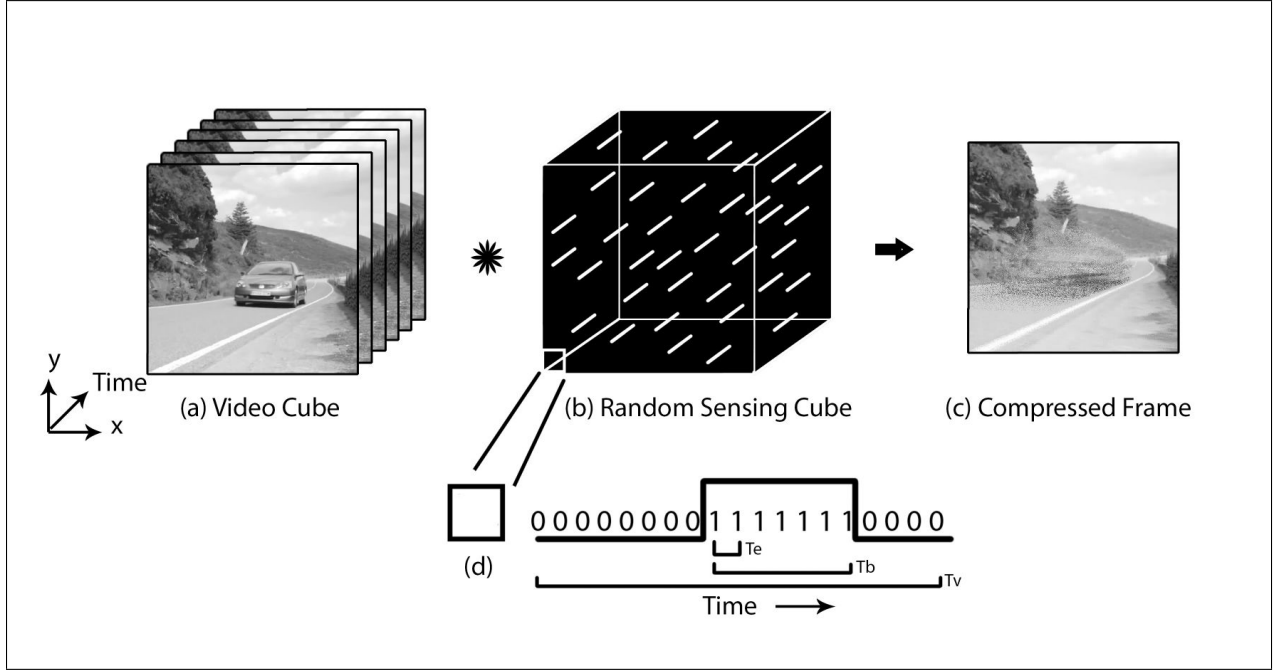 y
Time
x
(a) Video Cube
(b) Random Sensing Cube
(c) Compressed Frame
0 0 0 0 0 0 0 0 1 1 1 1 1 1 1 0 0 0 0
Te
(d)
Tb
Tv
Time